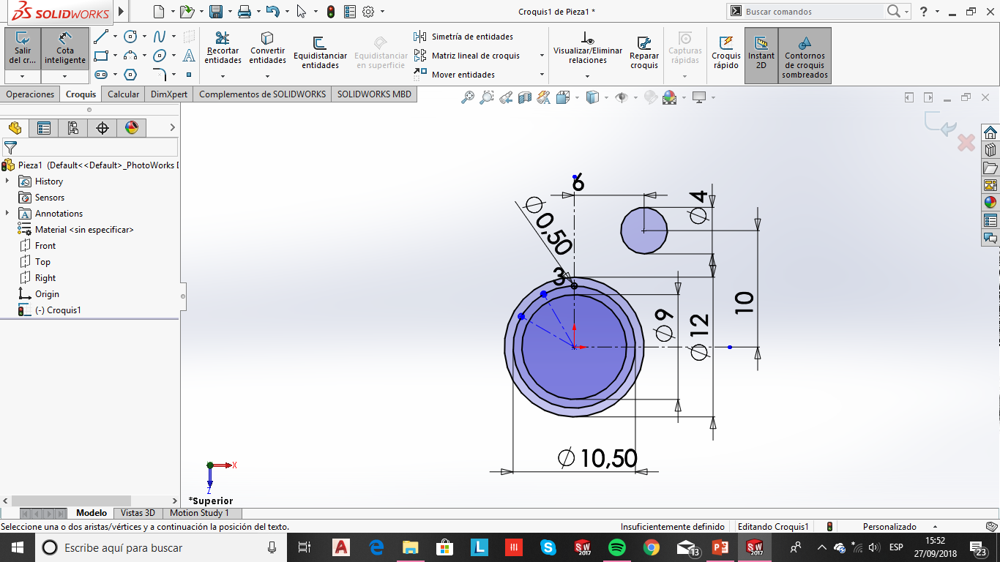 SOLIDWORKS
Croquis1 de Pieza1 *
Buscar comandos
?
Salir del cr...
Cota inteligente
Recortar entidades
Convertir entidades
Equidistanciar entidades
Equidistanciar en superficie
Simetría de entidades
Matriz lineal de croquis
Mover entidades
Visualizar/Eliminar relaciones
Reparar croquis
Capturas rápidas
Croquis rápido
Instant 2D
Contornos de croquis sombreados
Operaciones
Croquis
Calcular
DimXpert
Complementos de SOLIDWORKS
SOLIDWORKS MBD
Pieza1 (Default<<Default>_PhotoWorks
History
Sensors
Annotations
Material <sin especificar>
Front
Top
Right
Origin
(-) Croquis1
6
∅4
∅0,50
3
10
∅9
∅12
∅10,50
X
Z
*Superior
Modelo
Vistas 3D
Motion Study 1
Seleccione una o dos aristas/vértices y a continuación la posición del texto.
Insuficientemente definido
Editando Croquis1
Personalizado
Escribe aquí para buscar
SW 2017
13
SW 2017
ESP
15:52
27/09/2018
23